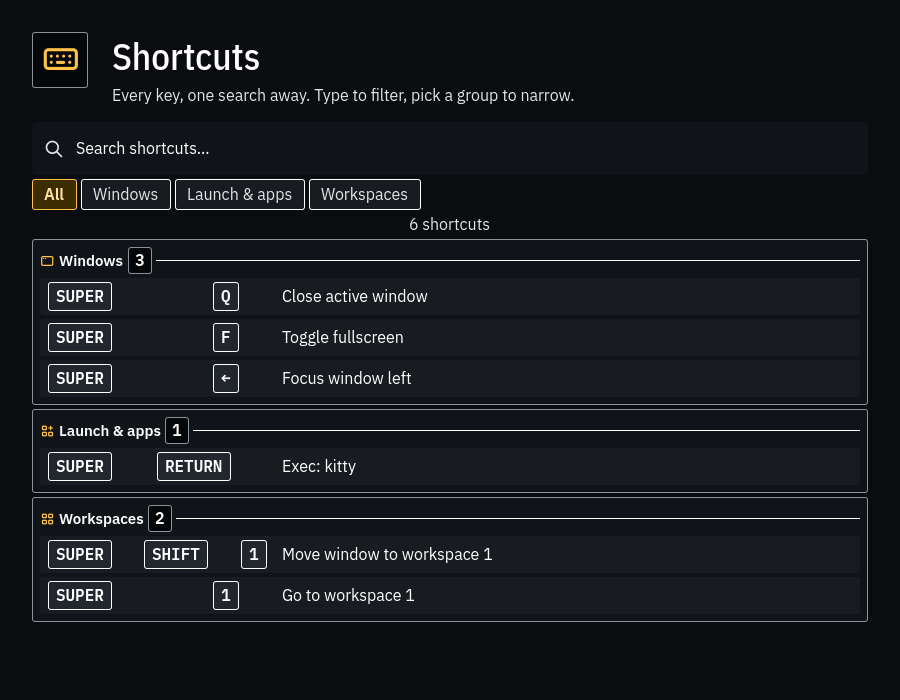 Shortcuts
Every key, one search away. Type to filter, pick a group to narrow.
Search shortcuts...
All Windows Launch & apps Workspaces
6 shortcuts
Windows 3
SUPER Q Close active window
SUPER F Toggle fullscreen
SUPER ← Focus window left
Launch & apps 1
SUPER RETURN Exec: kitty
Workspaces 2
SUPER SHIFT 1 Move window to workspace 1
SUPER 1 Go to workspace 1